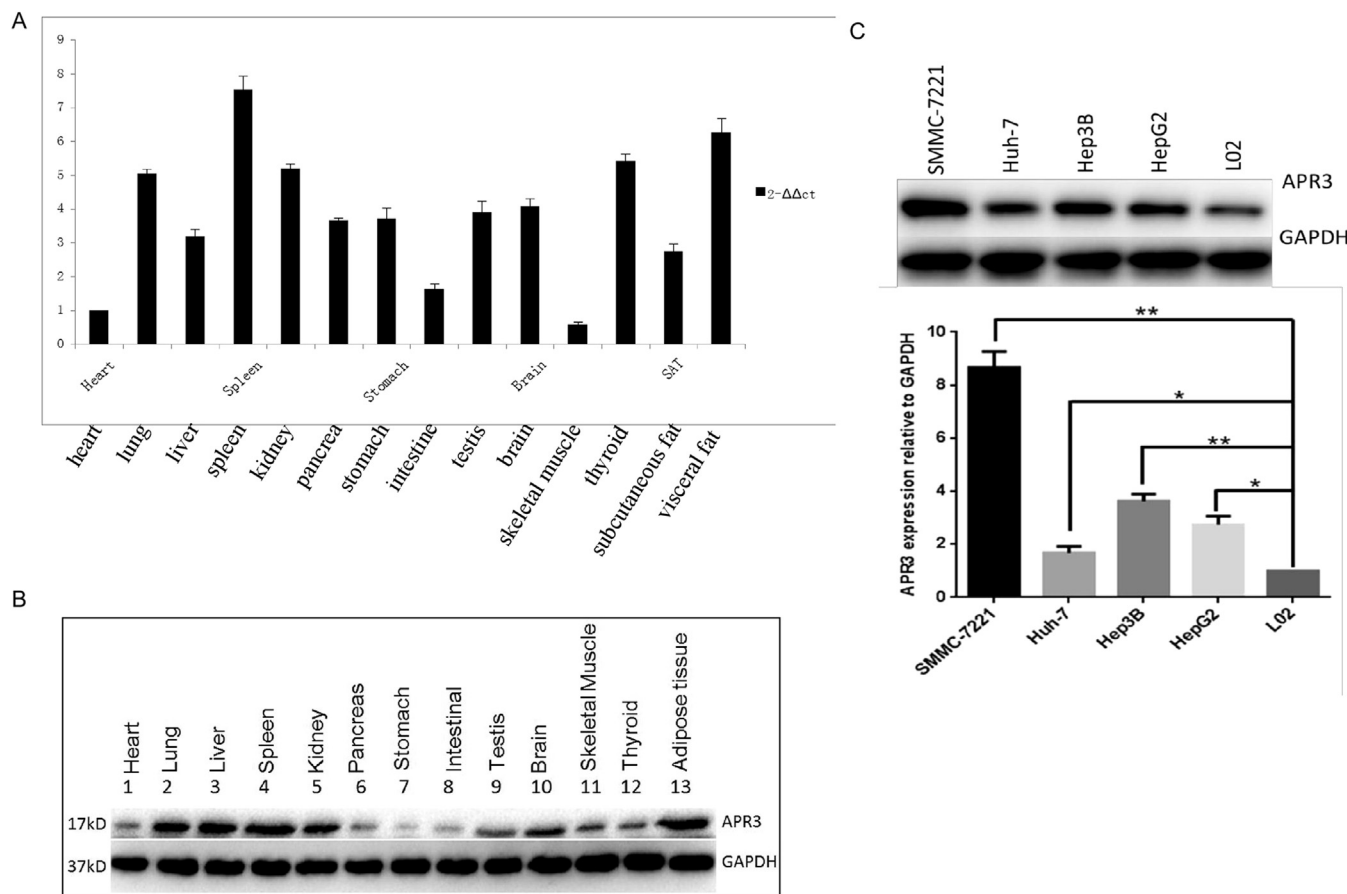 A
9
8
7
6
5
4
3
2
1
0
2-ΔΔct
Heart
Spleen
Stomach
Brain
SAT
heart
lung
liver
spleen
kidney
pancrea
stomach
intestine
testis
brain
skeletal muscle
thyroid
subcutaneous fat
visceral fat
B
Heart
Lung
Liver
Spleen
Kidney
Pancreas
Stomach
Intestinal
Testis
Brain
Skeletal Muscle
Thyroid
Adipose tissue
1 2 3 4 5 6 7 8 9 10 11 12 13
17kD
APR3
37kD
GAPDH
C
SMMC-7221
Huh-7
Hep3B
HepG2
L02
APR3
GAPDH
APR3 expression relative to GAPDH
10
8
6
4
2
0
**
*
**
*
SMMC-7221
Huh-7
Hep3B
HepG2
L02